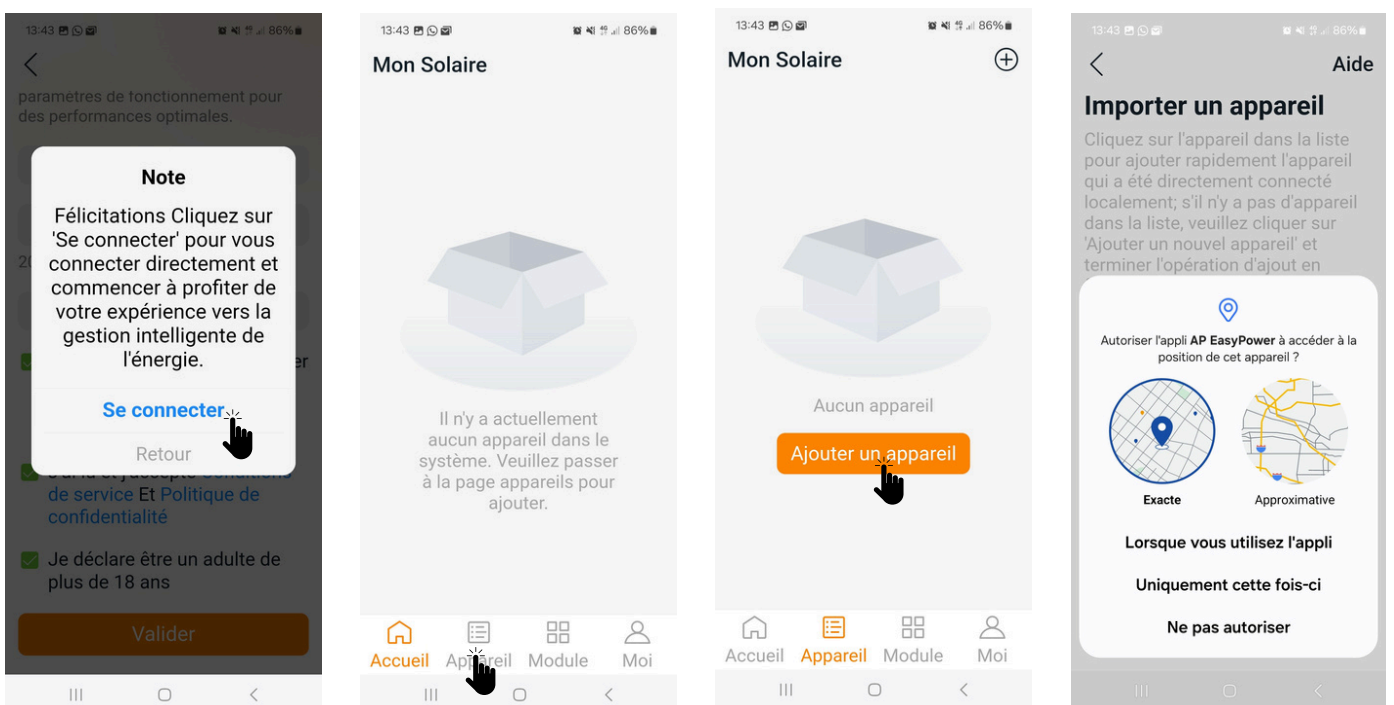 13:43
86%
parametres de fonctionnement pour
des performances optimales.
Note
Félicitations Cliquez sur
'Se connecter' pour vous
connecter directement et
commencer à profiter de
votre expérience vers la
gestion intelligente de
l'énergie.
Se connecter
Retour
de service Et Politique de
confidentialité
Je déclare être un adulte de
plus de 18 ans
Valider
13:43
86%
Mon Solaire
Il n'y a actuellement
aucun appareil dans le
système. Veuillez passer
à la page appareils pour
ajouter.
Accueil Appareil Module Moi
13:43
86%
Mon Solaire
Aucun appareil
Ajouter un appareil
Accueil Appareil Module Moi
13:43
86%
Aide
Importer un appareil
Cliquez sur l'appareil dans la liste
pour ajouter rapidement l'appareil
qui a été directement connecté
localement; s'il n'y a pas d'appareil
dans la liste, veuillez cliquer sur
'Ajouter un nouvel appareil' et
terminer l'opération d'ajout en
Autoriser l'appli AP EasyPower à accéder à la
position de cet appareil ?
Exacte Approximative
Lorsque vous utilisez l'appli
Uniquement cette fois-ci
Ne pas autoriser